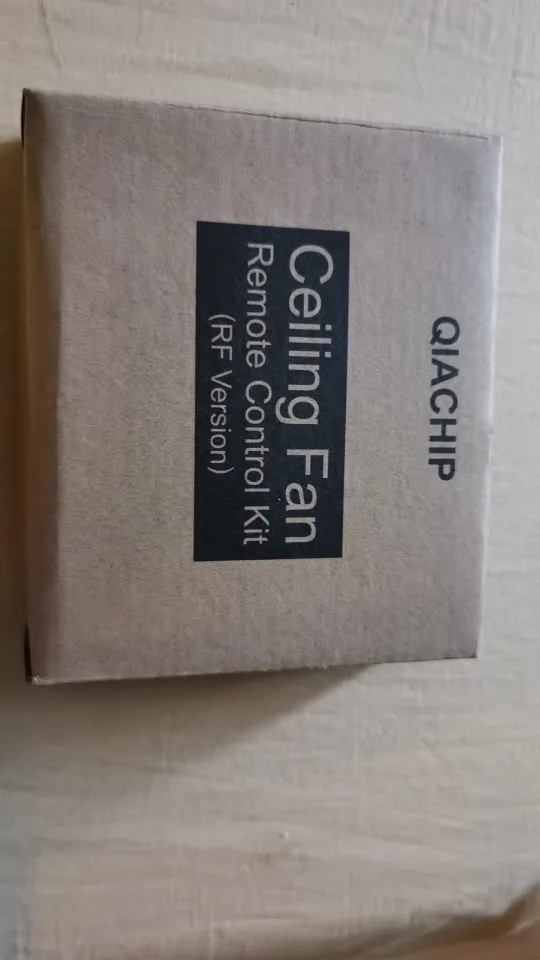 QIACHIP
Ceiling Fan
Remote Control Kit
(RF Version)